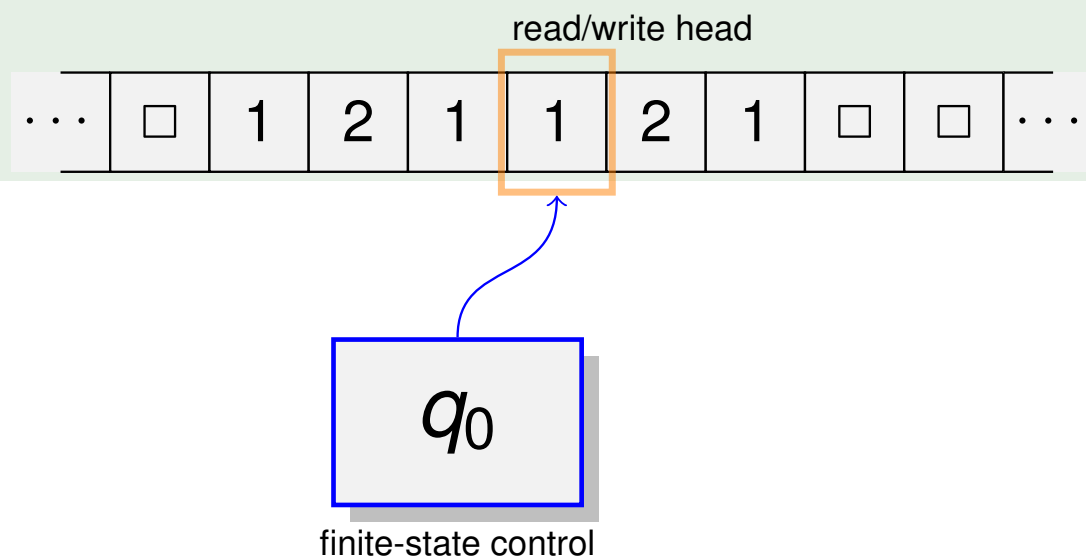 read/write head
··· □ 1 2 1 1 2 1 □ □ ···
q₀
finite-state control